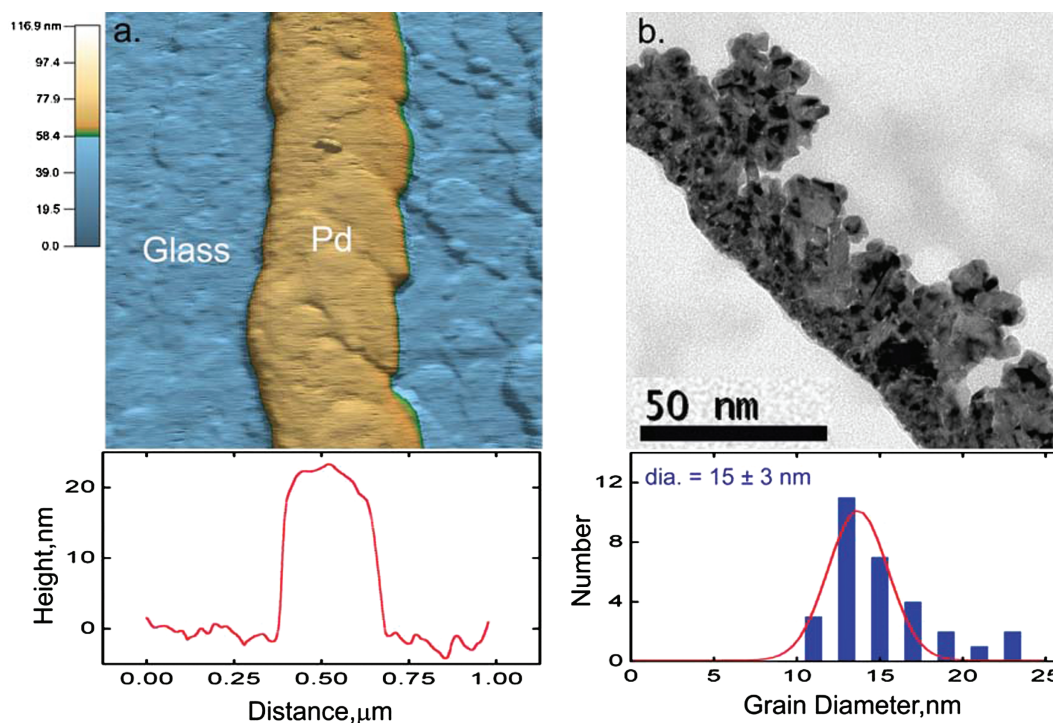 116.9 nm
97.4
77.9
58.4
39.0
19.5
0.0
a.
Glass
Pd
20
10
0
Height,nm
0.00
0.25
0.50
0.75
1.00
Distance,μm
b.
50 nm
dia. = 15 ± 3 nm
12
8
4
0
Number
0
5
10
15
20
25
Grain Diameter,nm